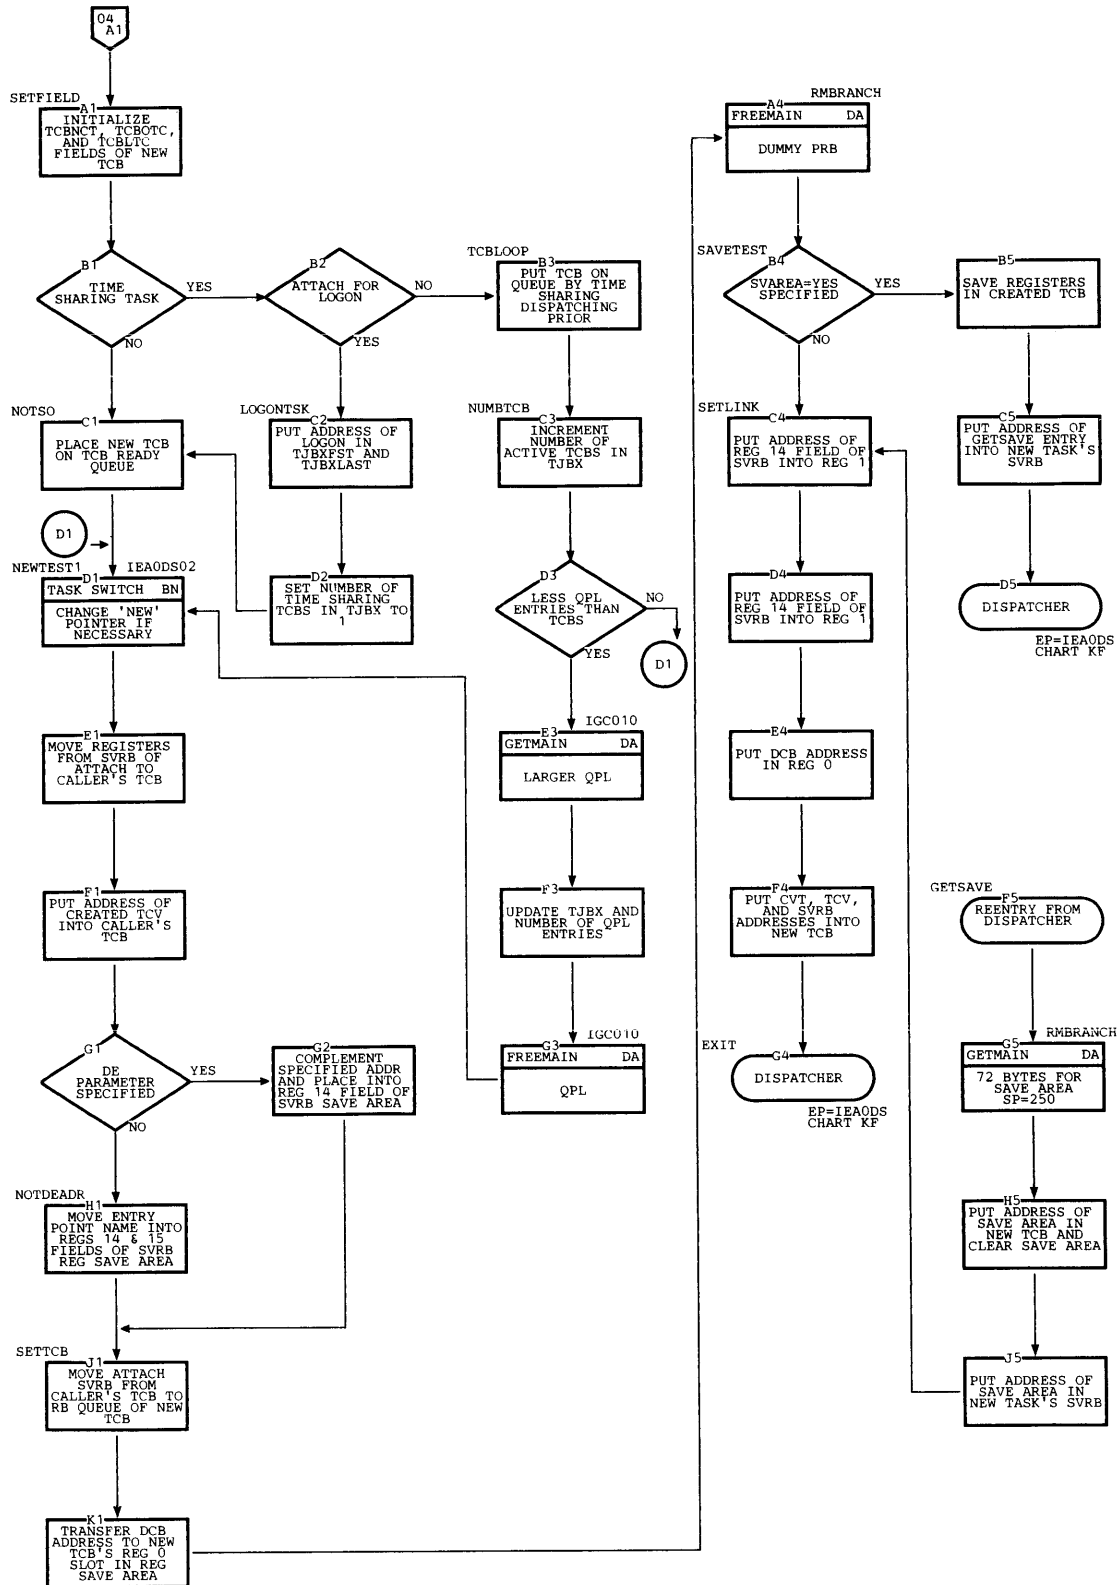 04
A1
SETFIELD
A1
INITIALIZE
TCBNCT, TCBOTC,
AND TCBLTC
FIELDS OF NEW
TCB
B1
TIME
SHARING TASK
YES
NO
NOTSO
C1
PLACE NEW TCB
ON TCB READY
QUEUE
D1
NEWTEST1
IEA0DS02
D1
TASK SWITCH BN
CHANGE 'NEW'
POINTER IF
NECESSARY
E1
MOVE REGISTERS
FROM SVRB OF
ATTACH TO
CALLER'S TCB
F1
PUT ADDRESS OF
CREATED TCV
INTO CALLER'S
TCB
G1
DE
PARAMETER
SPECIFIED
YES
NO
NOTDEADR
H1
MOVE ENTRY
POINT NAME INTO
REGS 14 & 15
FIELDS OF SVRB
REG SAVE AREA
SETTCB
J1
MOVE ATTACH
SVRB FROM
CALLER'S TCB TO
RB QUEUE OF NEW
TCB
K1
TRANSFER DCB
ADDRESS TO NEW
TCB'S REG 0
SLOT IN REG
SAVE AREA
B2
ATTACH FOR
LOGON
NO
YES
LOGONTSK
C2
PUT ADDRESS OF
LOGON IN
TJBXFST AND
TJBXLAST
D2
SET NUMBER OF
TIME SHARING
TCBS IN TJBX TO
1
G2
COMPLEMENT
SPECIFIED ADDR
AND PLACE INTO
REG 14 FIELD OF
SVRB SAVE AREA
TCBLOOP
B3
PUT TCB ON
QUEUE BY TIME
SHARING
DISPATCHING
PRIOR
NUMBTCB
C3
INCREMENT
NUMBER OF
ACTIVE TCBS IN
TJBX
D3
LESS QPL
ENTRIES THAN
TCBS
NO
YES
D1
IGC010
E3
GETMAIN DA
LARGER QPL
F3
UPDATE TJBX AND
NUMBER OF QPL
ENTRIES
IGC010
G3
FREEMAIN DA
QPL
RMBRANCH
A4
FREEMAIN DA
DUMMY PRB
SAVETEST
B4
SVAREA=YES
SPECIFIED
YES
NO
SETLINK
C4
PUT ADDRESS OF
REG 14 FIELD OF
SVRB INTO REG 1
D4
PUT ADDRESS OF
REG 14 FIELD OF
SVRB INTO REG 1
E4
PUT DCB ADDRESS
IN REG 0
F4
PUT CVT, TCV,
AND SVRB
ADDRESSES INTO
NEW TCB
EXIT
G4
DISPATCHER
EP=IEA0DS
CHART KF
B5
SAVE REGISTERS
IN CREATED TCB
C5
PUT ADDRESS OF
GETSAVE ENTRY
INTO NEW TASK'S
SVRB
D5
DISPATCHER
EP=IEA0DS
CHART KF
GETSAVE
F5
REENTRY FROM
DISPATCHER
RMBRANCH
G5
GETMAIN DA
72 BYTES FOR
SAVE AREA
SP=250
H5
PUT ADDRESS OF
SAVE AREA IN
NEW TCB AND
CLEAR SAVE AREA
J5
PUT ADDRESS OF
SAVE AREA IN
NEW TASK'S SVRB